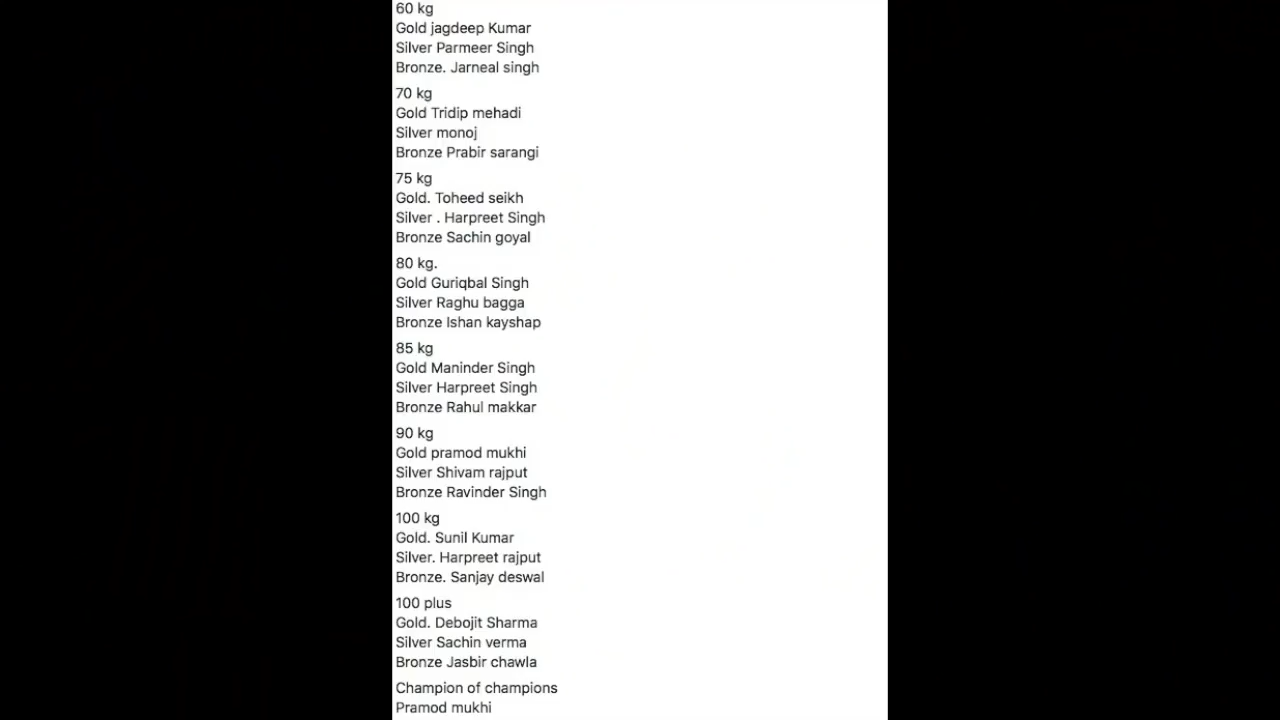 60 kg
Gold jagdeep Kumar
Silver Parmeer Singh
Bronze. Jarneal singh
70 kg
Gold Tridip mehadi
Silver monoj
Bronze Prabir sarangi
75 kg
Gold. Toheed seikh
Silver . Harpreet Singh
Bronze Sachin goyal
80 kg.
Gold Guriqbal Singh
Silver Raghu bagga
Bronze Ishan kayshap
85 kg
Gold Maninder Singh
Silver Harpreet Singh
Bronze Rahul makkar
90 kg
Gold pramod mukhi
Silver Shivam rajput
Bronze Ravinder Singh
100 kg
Gold. Sunil Kumar
Silver. Harpreet rajput
Bronze. Sanjay deswal
100 plus
Gold. Debojit Sharma
Silver Sachin verma
Bronze Jasbir chawla
Champion of champions
Pramod mukhi